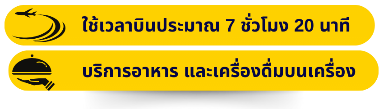 ใช้เวลาบินประมาณ 7 ชั่วโมง 20 นาที
บริการอาหาร และเครื่องดื่มบนเครื่อง